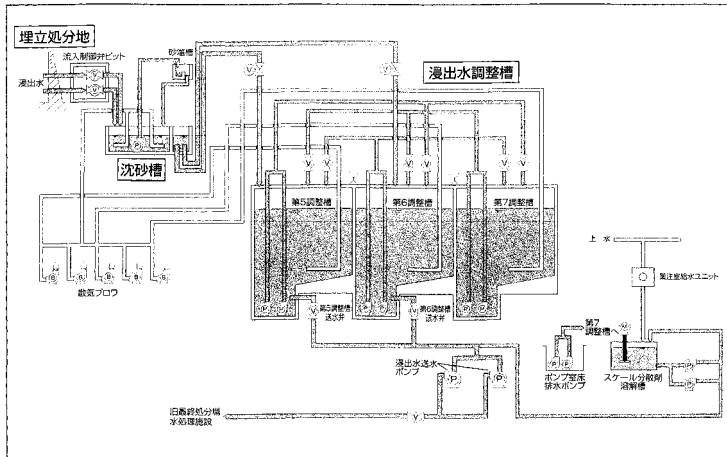 埋立処分地
流入制御弁ピット
浸出水
砂溜槽
沈砂槽
浸出水調整槽
第5調整槽
第6調整槽
第7調整槽
散気ブロワ
第5調整槽
送水弁
第6調整槽
送水弁
浸出水送水
ポンプ
旧最終処分場
水処理施設
上水
薬注室給水ユニット
第7
調整槽へ
ポンプ室床
排水ポンプ
スケール分散剤
溶解槽